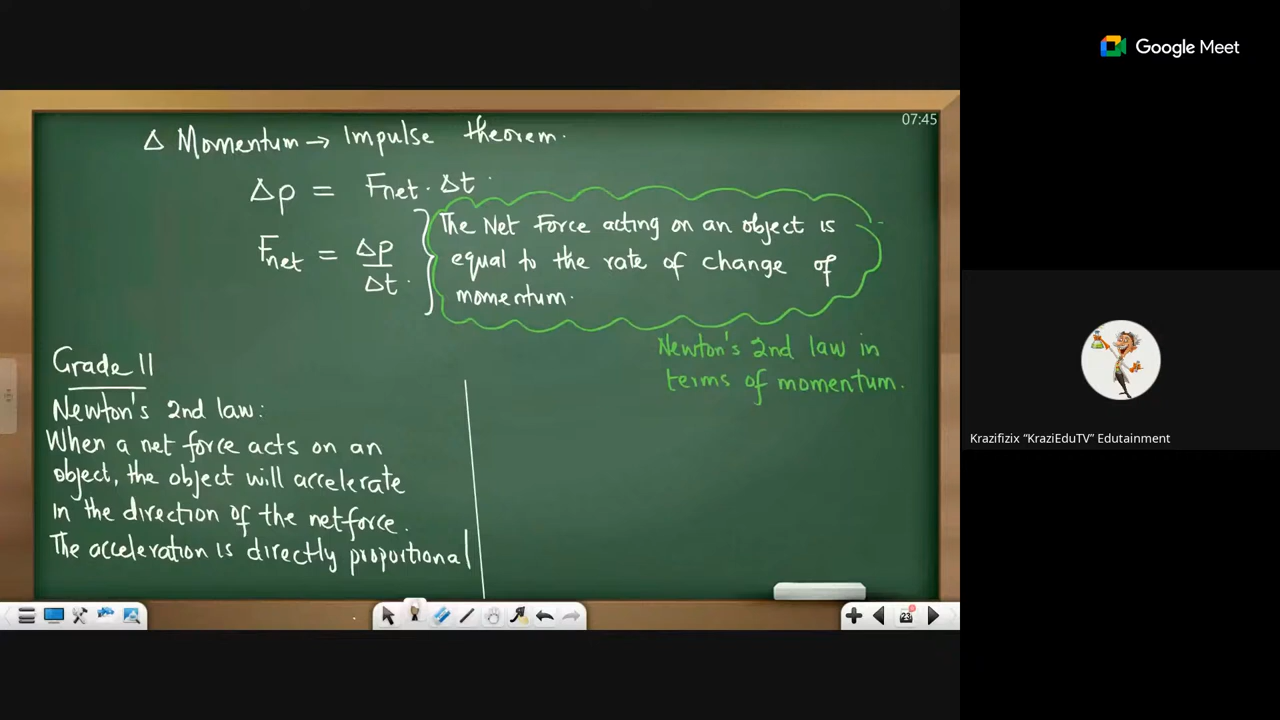 Google Meet
07:45
Δ Momentum → Impulse theorem.
Δp = Fnet · Δt
Fnet = Δp / Δt
The Net Force acting on an object is
equal to the rate of change of
momentum.
Newton's 2nd law in
terms of momentum.
Grade 11
Newton's 2nd law:
When a net force acts on an
object, the object will accelerate
in the direction of the net force.
The acceleration is directly proportional
23
Krazifizix “KraziEduTV” Edutainment